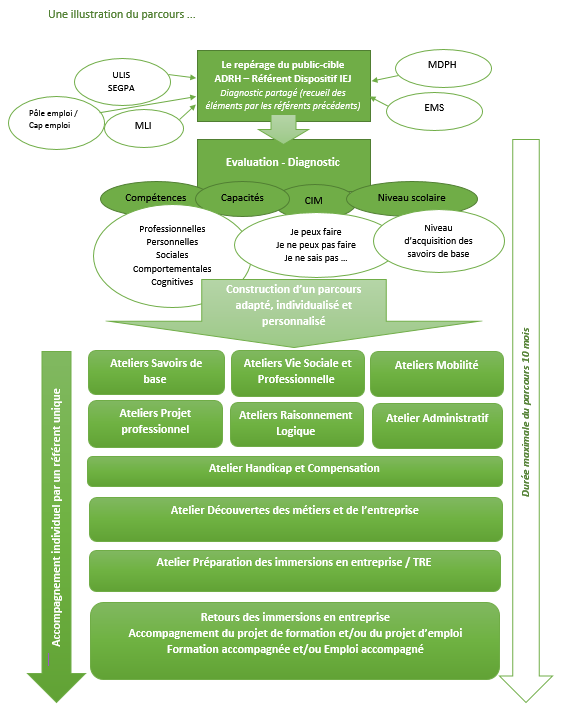 Une illustration du parcours ...
Le repérage du public-cible
ADRH – Référent Dispositif IEJ
Diagnostic partagé (recueil des
éléments par les référents précédents)
ULIS
SEGPA
Pôle emploi /
Cap emploi
MLI
MDPH
EMS
Evaluation - Diagnostic
Compétences
Capacités
CIM
Niveau scolaire
Professionnelles
Personnelles
Sociales
Comportementales
Cognitives
Je peux faire
Je ne peux pas faire
Je ne sais pas ...
Niveau
d'acquisition des
savoirs de base
Construction d'un parcours
adapté, individualisé et
personnalisé
Accompagnement individuel par un référent unique
Durée maximale du parcours 10 mois
Ateliers Savoirs de
base
Ateliers Vie Sociale et
Professionnelle
Ateliers Mobilité
Ateliers Projet
professionnel
Ateliers Raisonnement
Logique
Atelier Administratif
Atelier Handicap et Compensation
Atelier Découvertes des métiers et de l'entreprise
Atelier Préparation des immersions en entreprise / TRE
Retours des immersions en entreprise
Accompagnement du projet de formation et/ou du projet d'emploi
Formation accompagnée et/ou Emploi accompagné